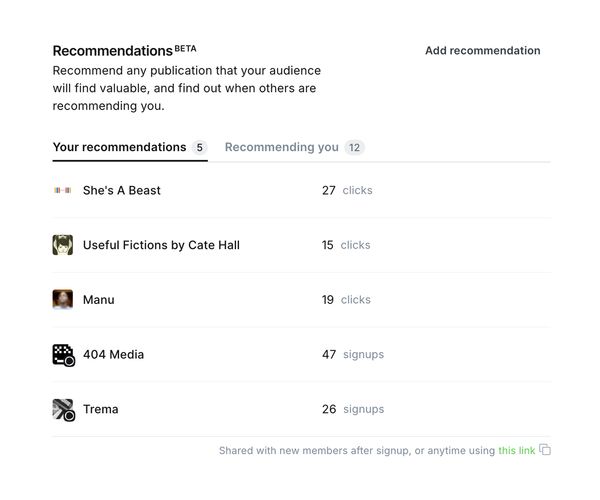 Recommendations BETA
Add recommendation
Recommend any publication that your audience
will find valuable, and find out when others are
recommending you.
Your recommendations 5 Recommending you 12
She's A Beast 27 clicks
Useful Fictions by Cate Hall 15 clicks
Manu 19 clicks
404 Media 47 signups
Trema 26 signups
Shared with new members after signup, or anytime using this link